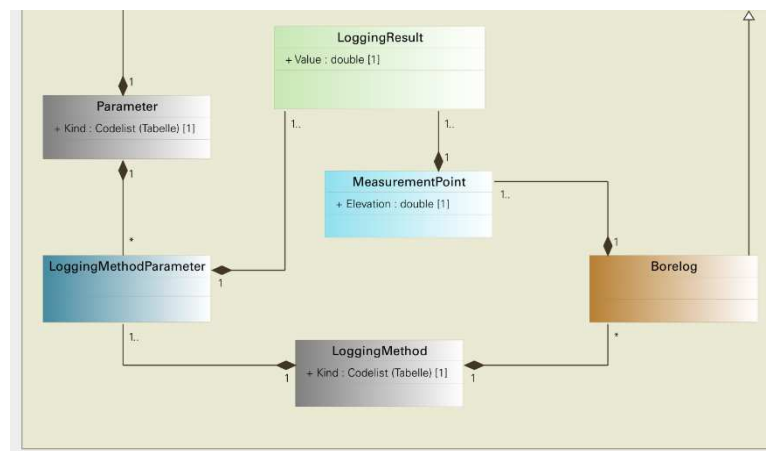 LoggingResult
+ Value : double [1]
1
Parameter
+ Kind : Codelist (Tabelle) [1]
1..
1..
1
1
MeasurementPoint
+ Elevation : double [1]
1..
*
1
LoggingMethodParameter
1
Borelog
1..
*
LoggingMethod
+ Kind : Codelist (Tabelle) [1]
1
1